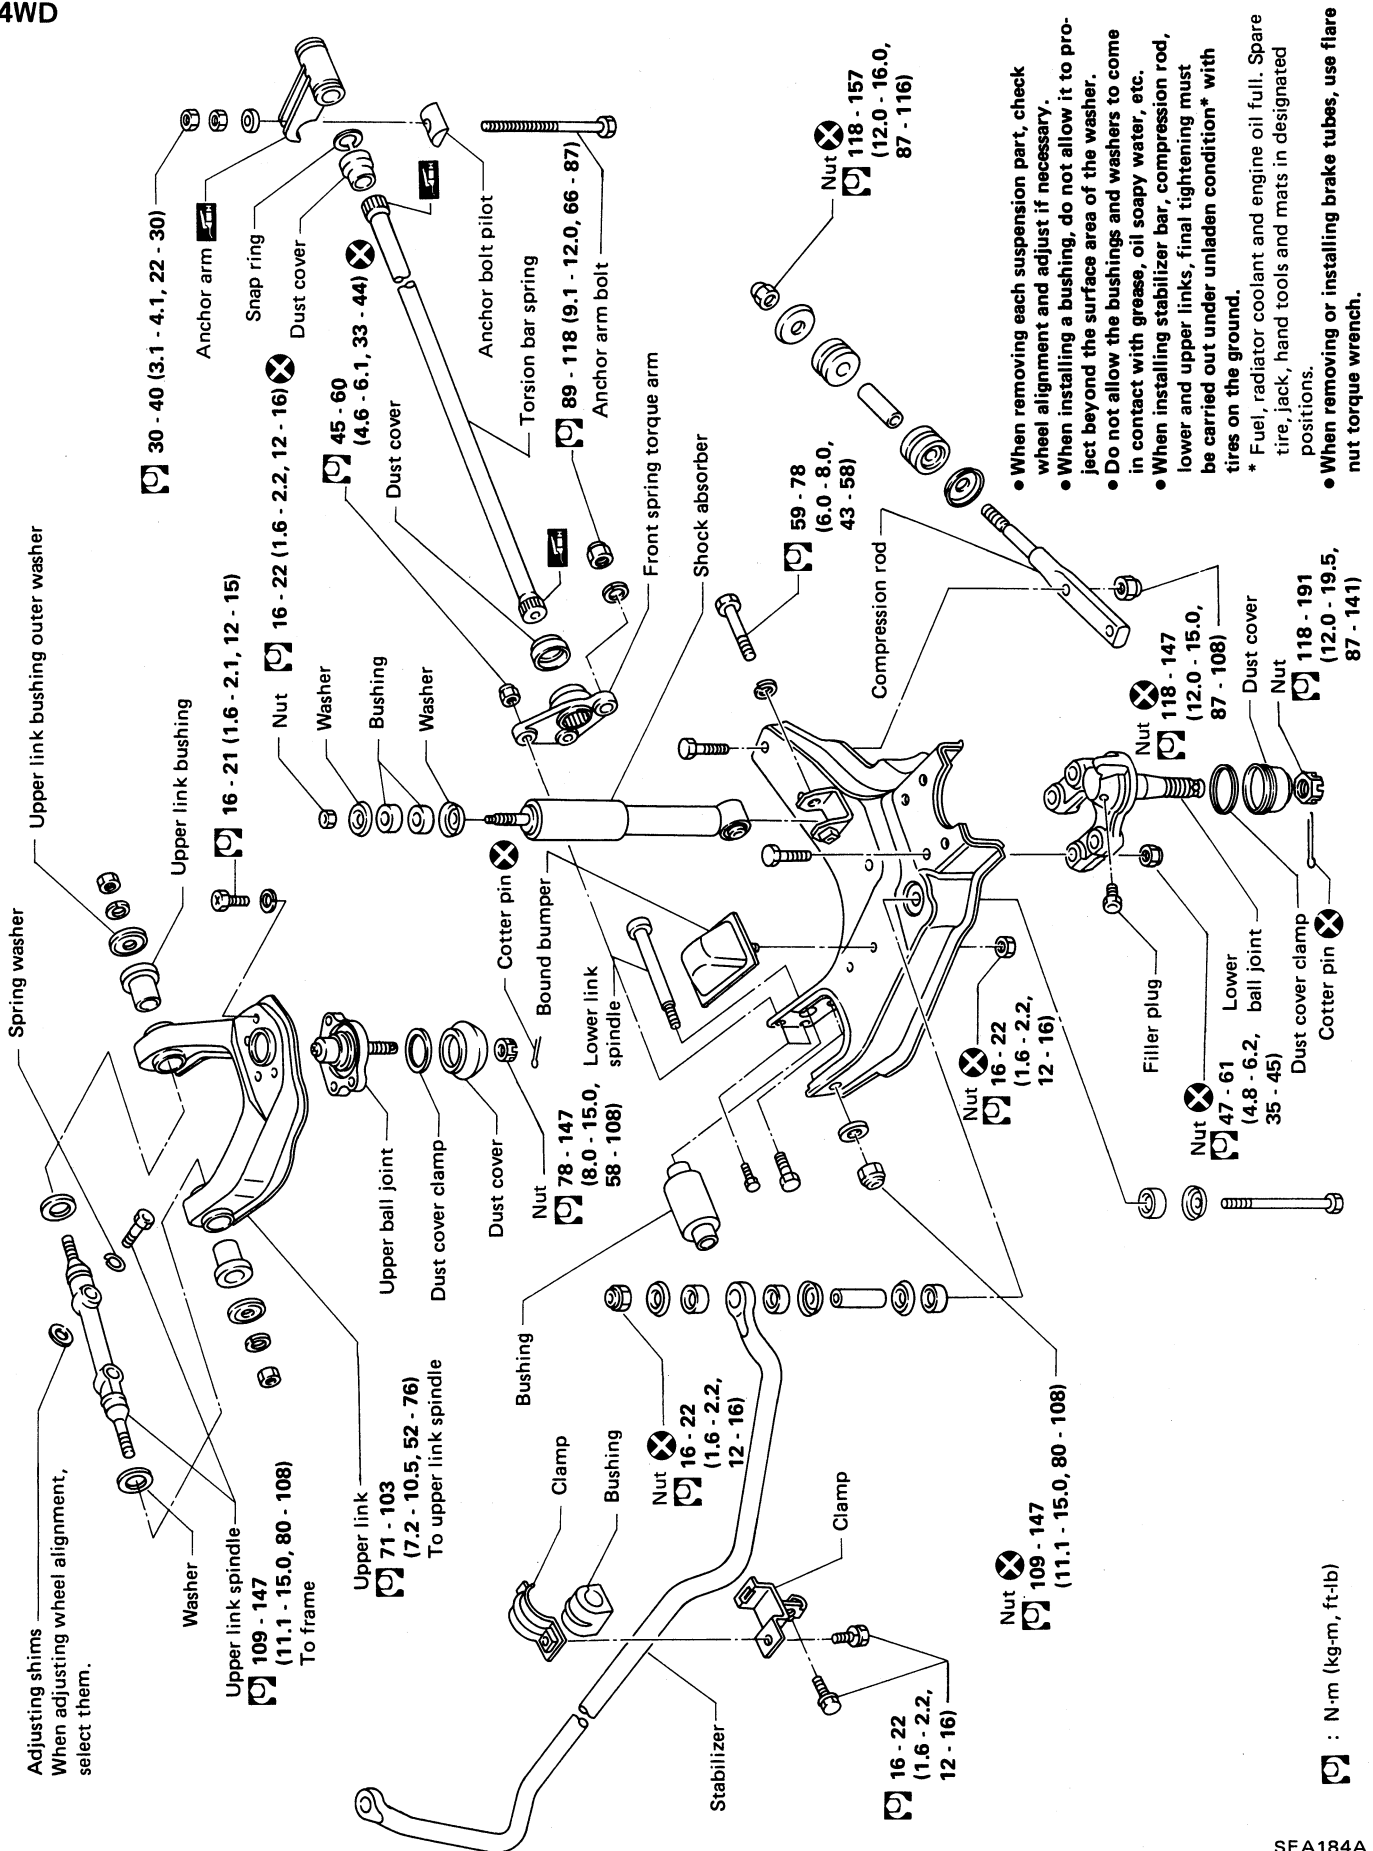 4WD
Adjusting shims
When adjusting wheel alignment,
select them.
Spring washer
Upper link bushing outer washer
Upper link bushing
16 - 21 (1.6 - 2.1, 12 - 15)
Washer
Upper link spindle
109 - 147
(11.1 - 15.0, 80 - 108)
To frame
Upper link
71 - 103
(7.2 - 10.5, 52 - 76)
To upper link spindle
Upper ball joint
Dust cover clamp
Dust cover
Nut
78 - 147
(8.0 - 15.0,
58 - 108)
Cotter pin
Bound bumper
Lower link
spindle
Nut
16 - 22 (1.6 - 2.2, 12 - 16)
Washer
Bushing
Washer
30 - 40 (3.1 - 4.1, 22 - 30)
Anchor arm
Snap ring
Dust cover
45 - 60
(4.6 - 6.1, 33 - 44)
Dust cover
Anchor bolt pilot
Torsion bar spring
89 - 118 (9.1 - 12.0, 66 - 87)
Anchor arm bolt
Front spring torque arm
Shock absorber
59 - 78
(6.0 - 8.0,
43 - 58)
Nut
118 - 157
(12.0 - 16.0,
87 - 116)
Compression rod
Nut
118 - 147
(12.0 - 15.0,
87 - 108)
Dust cover
Nut
118 - 191
(12.0 - 19.5,
87 - 141)
Filler plug
Nut
47 - 61
(4.8 - 6.2,
35 - 45)
Lower
ball joint
Dust cover clamp
Cotter pin
Nut
16 - 22
(1.6 - 2.2,
12 - 16)
Bushing
Nut
16 - 22
(1.6 - 2.2,
12 - 16)
Clamp
Bushing
Clamp
Stabilizer
16 - 22
(1.6 - 2.2,
12 - 16)
Nut
109 - 147
(11.1 - 15.0, 80 - 108)
● When removing each suspension part, check
wheel alignment and adjust if necessary.
● When installing a bushing, do not allow it to pro-
ject beyond the surface area of the washer.
● Do not allow the bushings and washers to come
in contact with grease, oil soapy water, etc.
● When installing stabilizer bar, compression rod,
lower and upper links, final tightening must
be carried out under unladen condition* with
tires on the ground.
* Fuel, radiator coolant and engine oil full. Spare
tire, jack, hand tools and mats in designated
positions.
● When removing or installing brake tubes, use flare
nut torque wrench.
: N·m (kg-m, ft-lb)
SEA184A